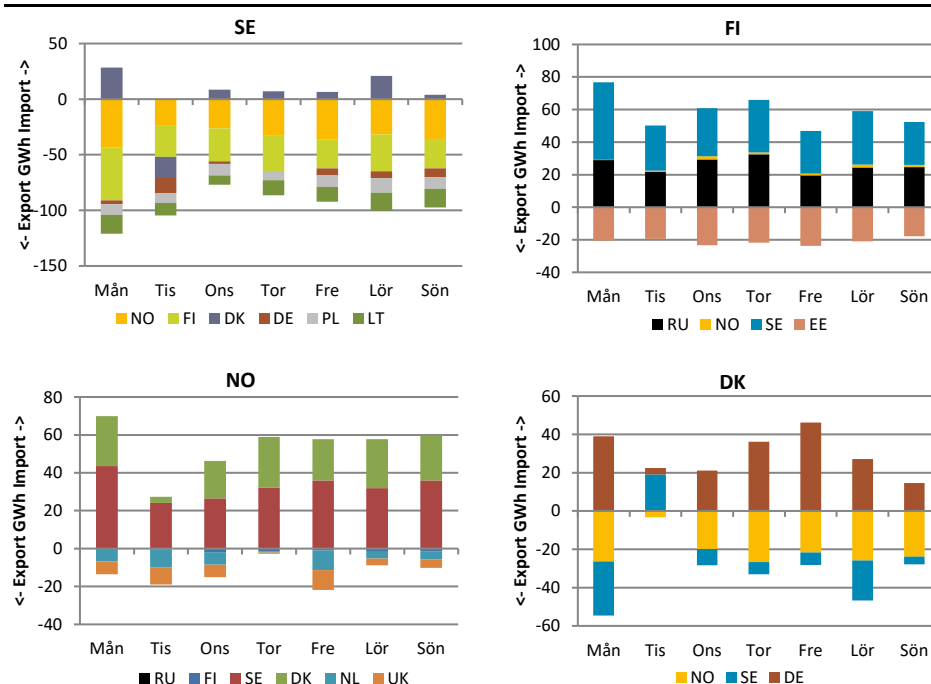 SE
<- Export GWh Import ->
50
0
-50
-100
-150
Mån Tis Ons Tor Fre Lör Sön
NO FI DK DE PL LT
FI
<- Export GWh Import ->
100
80
60
40
20
0
-20
-40
Mån Tis Ons Tor Fre Lör Sön
RU NO SE EE
NO
<- Export GWh Import ->
80
60
40
20
0
-20
-40
Mån Tis Ons Tor Fre Lör Sön
RU FI SE DK NL UK
DK
<- Export GWh Import ->
60
40
20
0
-20
-40
-60
Mån Tis Ons Tor Fre Lör Sön
NO SE DE